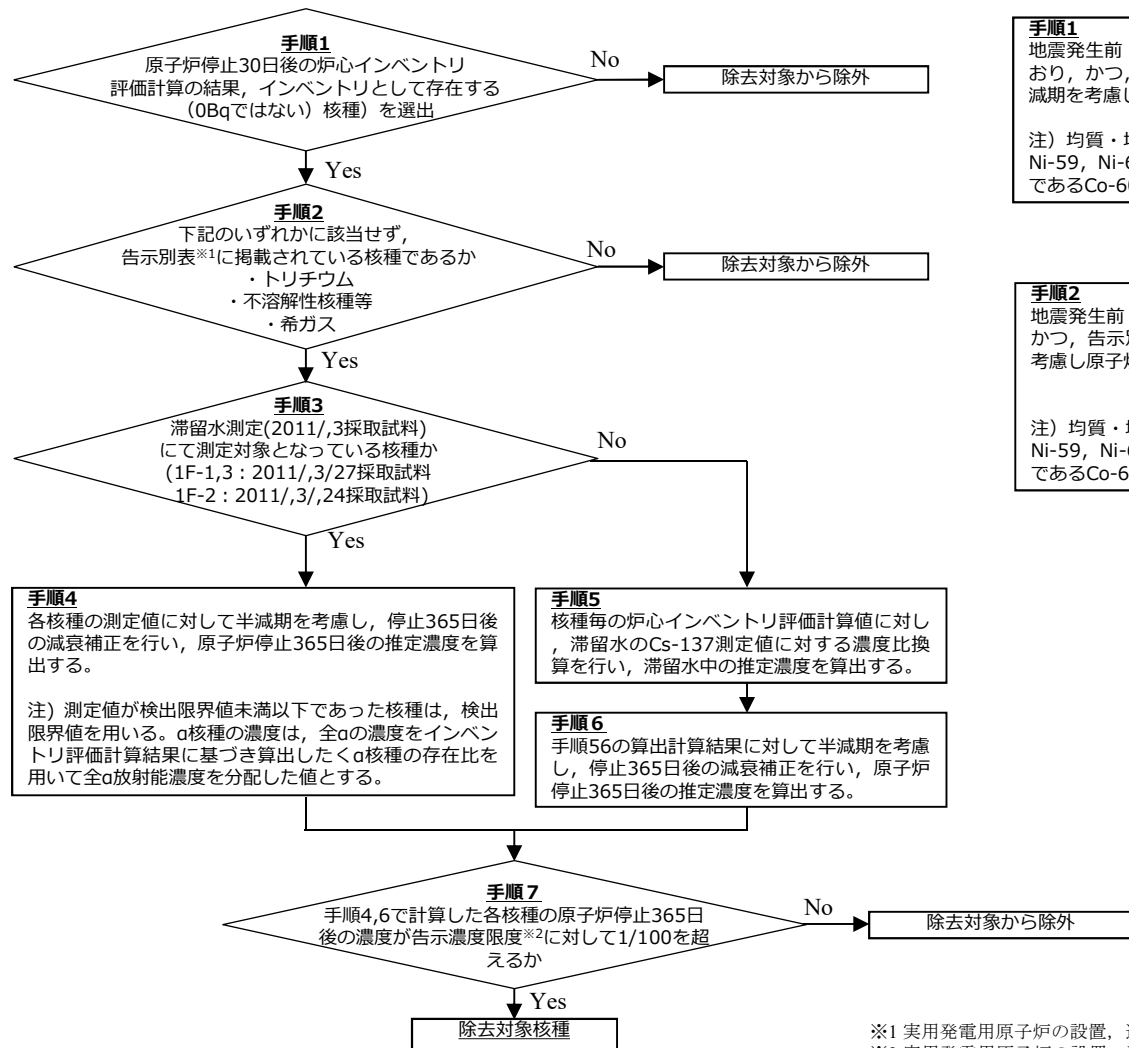 手順1
原子炉停止30日後の炉心インベントリ
評価計算の結果，インベントリとして存在する
（0Bqではない）核種）を選出
No
除去対象から除外
Yes
手順2
下記のいずれかに該当せず，
告示別表※1に掲載されている核種であるか
・トリチウム
・不溶解性核種等
・希ガス
No
除去対象から除外
Yes
手順3
滞留水測定(2011/,3採取試料)
にて測定対象となっている核種か
(1F-1,3：2011/,3/27採取試料
1F-2：2011/,3/,24採取試料)
No
Yes
手順4
各核種の測定値に対して半減期を考慮し，停止365日後
の減衰補正を行い，原子炉停止365日後の推定濃度を算
出する。
注) 測定値が検出限界値未満以下であった核種は，検出
限界値を用いる。α核種の濃度は，全αの濃度をインベン
トリ評価計算結果に基づき算出したくα核種の存在比を
用いて全α放射能濃度を分配した値とする。
手順5
核種毎の炉心インベントリ評価計算値に対し
，滞留水のCs-137測定値に対する濃度比換
算を行い，滞留水中の推定濃度を算出する。
手順６
手順56の算出計算結果に対して半減期を考慮
し，停止365日後の減衰補正を行い，原子炉
停止365日後の推定濃度を算出する。
手順７
手順4,6で計算した各核種の原子炉停止365日
後の濃度が告示濃度限度※2に対して1/100を超
えるか
No
除去対象から除外
Yes
除去対象核種
手順1
地震発生前
おり，かつ，
減期を考慮し
注）均質・
Ni-59，Ni-6
であるCo-60
手順2
地震発生前
かつ，告示
考慮し原子
注）均質・
Ni-59，Ni-6
であるCo-6
※1 実用発電用原子炉の設置，